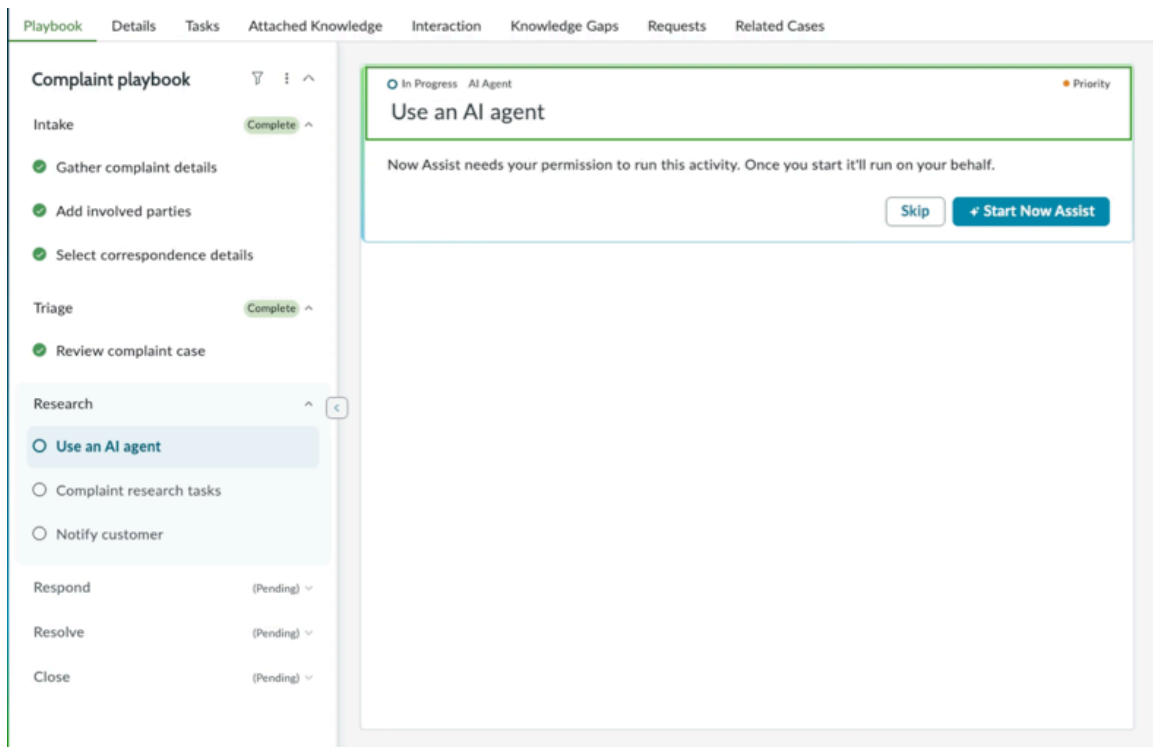 Playbook Details Tasks Attached Knowledge Interaction Knowledge Gaps Requests Related Cases
Complaint playbook
Intake Complete
Gather complaint details
Add involved parties
Select correspondence details
Triage Complete
Review complaint case
Research
Use an AI agent
Complaint research tasks
Notify customer
Respond (Pending)
Resolve (Pending)
Close (Pending)
In Progress AI Agent Priority
Use an AI agent
Now Assist needs your permission to run this activity. Once you start it'll run on your behalf.
Skip Start Now Assist